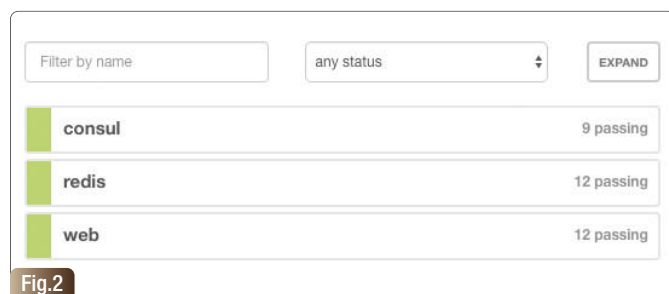 Filter by name any status EXPAND
consul 9 passing
redis 12 passing
web 12 passing
Fig.2